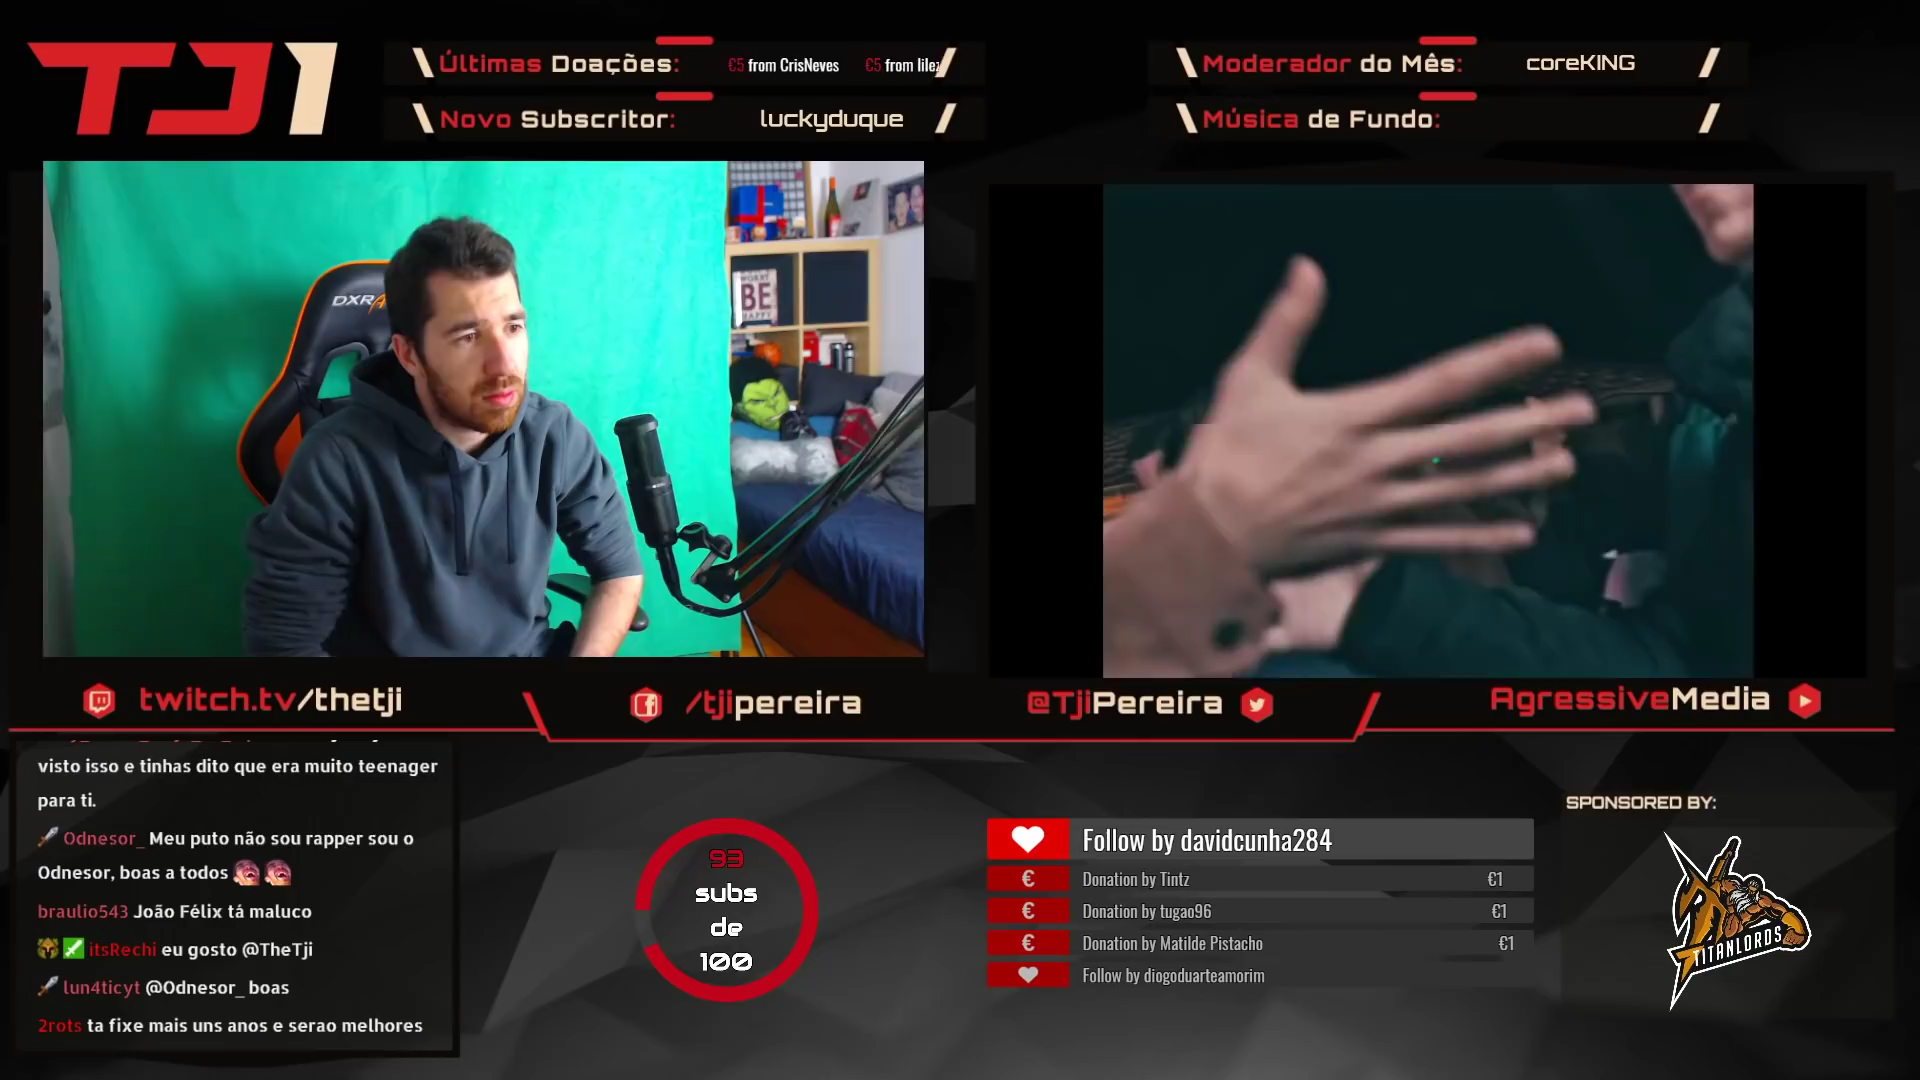 TJI
Últimas Doações: €5 from CrisNeves €5 from lile
Novo Subscritor: luckyduque
Moderador do Mês: coreKING
Música de Fundo:
DXR
BE
HAPPY
twitch.tv/thetji
/tjipereira
@TjiPereira
AgressiveMedia
visto isso e tinhas dito que era muito teenager
para ti.
Odnesor_ Meu puto não sou rapper sou o
Odnesor, boas a todos
braulio543 João Félix tá maluco
itsRechi eu gosto @TheTji
lun4ticyt @Odnesor_ boas
2rots ta fixe mais uns anos e serao melhores
93
subs
de
100
Follow by davidcunha284
€ Donation by Tintz €1
€ Donation by tugao96 €1
€ Donation by Matilde Pistacho €1
Follow by diogoduarteamorim
SPONSORED BY:
TITANLORDS